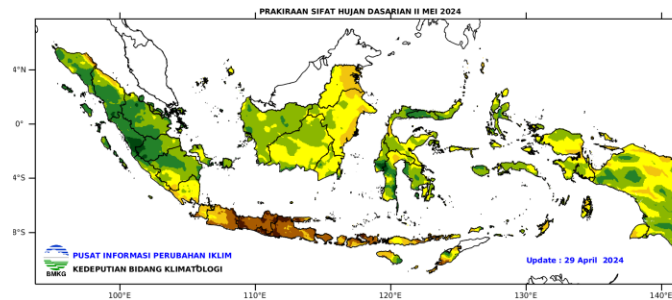 PRAKIRAAN SIFAT HUJAN DASARIAN II MEI 2024
4°N
0°
4°S
8°S
PUSAT INFORMASI PERUBAHAN IKLIM
KEDEPUTIAN BIDANG KLIMATOLOGI
BMKG
Update : 29 April 2024
100°E
110°E
120°E
130°E
140°E